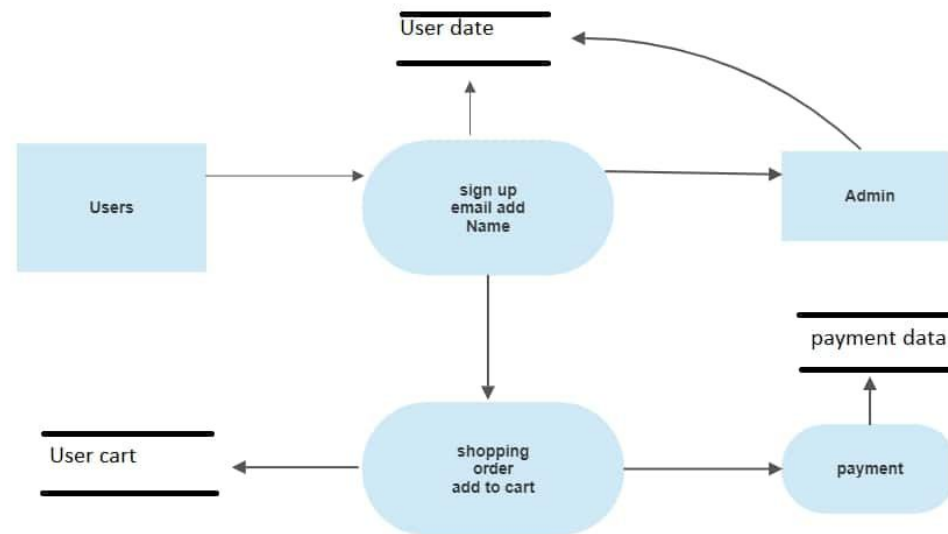 User date
Users
sign up
email add
Name
Admin
payment data
User cart
shopping
order
add to cart
payment